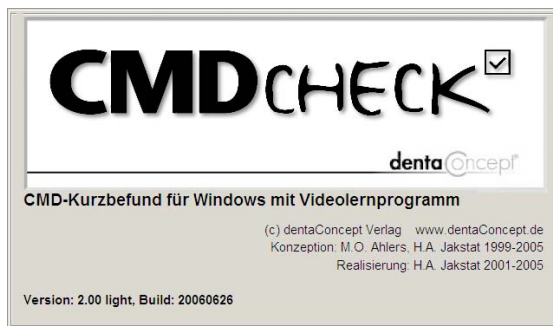 CMDCHECK
dentaConcept
CMD-Kurzbefund für Windows mit Videolernprogramm
(c) dentaConcept Verlag www.dentaConcept.de
Konzeption: M.O. Ahlers, H.A. Jakstat 1999-2005
Realisierung: H.A. Jakstat 2001-2005
Version: 2.00 light, Build: 20060626